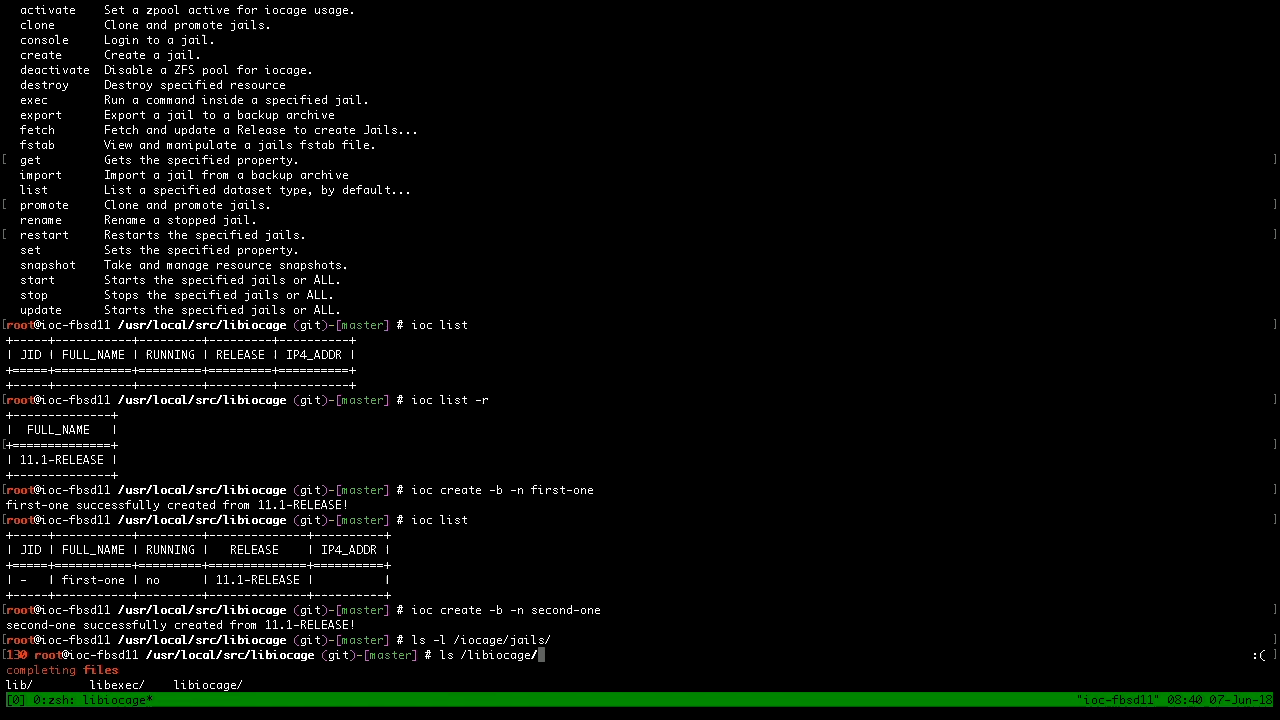 activate   Set a zpool active for iocage usage.
clone      Clone and promote jails.
console    Login to a jail.
create     Create a jail.
deactivate Disable a ZFS pool for iocage.
destroy    Destroy specified resource
exec       Run a command inside a specified jail.
export     Export a jail to a backup archive
fetch      Fetch and update a Release to create Jails...
fstab      View and manipulate a jails fstab file.
[ get        Gets the specified property. ]
import     Import a jail from a backup archive
list       List a specified dataset type, by default...
[ promote    Clone and promote jails. ]
rename     Rename a stopped jail.
[ restart    Restarts the specified jails. ]
set        Sets the specified property.
snapshot   Take and manage resource snapshots.
start      Starts the specified jails or ALL.
stop       Stops the specified jails or ALL.
update     Starts the specified jails or ALL.
[root@ioc-fbsd11 /usr/local/src/libiocage (git)-[master] # ioc list ]
+-----+-----------+---------+---------+----------+
| JID | FULL_NAME | RUNNING | RELEASE | IP4_ADDR |
+=====+===========+=========+=========+==========+
+-----+-----------+---------+---------+----------+
[root@ioc-fbsd11 /usr/local/src/libiocage (git)-[master] # ioc list -r ]
+--------------+
|  FULL_NAME   |
[+==============+ ]
| 11.1-RELEASE |
+--------------+
[root@ioc-fbsd11 /usr/local/src/libiocage (git)-[master] # ioc create -b -n first-one ]
first-one successfully created from 11.1-RELEASE!
[root@ioc-fbsd11 /usr/local/src/libiocage (git)-[master] # ioc list ]
+-----+-----------+---------+--------------+----------+
| JID | FULL_NAME | RUNNING |   RELEASE    | IP4_ADDR |
+=====+===========+=========+==============+==========+
| -   | first-one | no      | 11.1-RELEASE |          |
+-----+-----------+---------+--------------+----------+
[root@ioc-fbsd11 /usr/local/src/libiocage (git)-[master] # ioc create -b -n second-one ]
second-one successfully created from 11.1-RELEASE!
[root@ioc-fbsd11 /usr/local/src/libiocage (git)-[master] # ls -l /iocage/jails/ ]
130 root@ioc-fbsd11 /usr/local/src/libiocage (git)-[master] # ls /libiocage/ :(
completing files
lib/        libexec/    libiocage/
[0] 0:zsh: libiocage* "ioc-fbsd11" 08:40 07-Jun-18